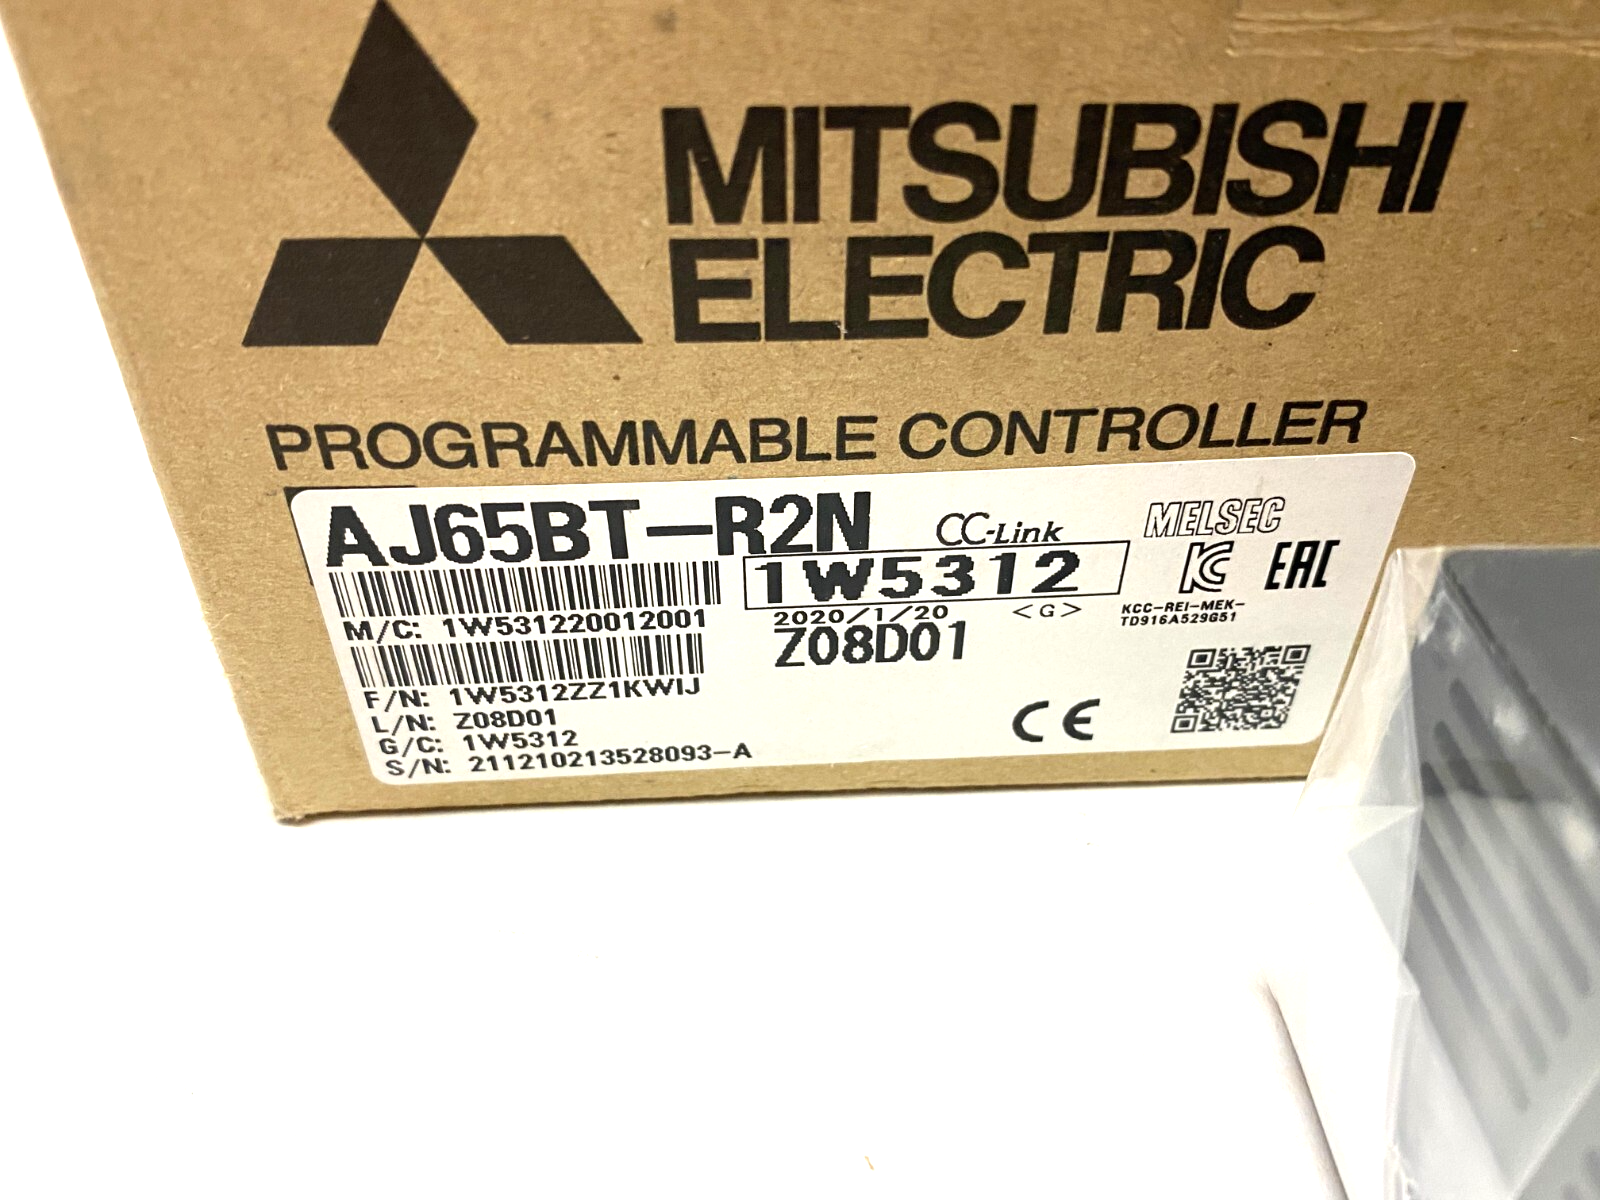 MITSUBISHI
ELECTRIC
PROGRAMMABLE CONTROLLER
AJ65BT-R2N
CC-Link
MELSEC
1W5312
EAC
2020/1/20 <G>
KCC-REI-MEK-
TD916A529G51
M/C: 1W531220012001
Z08D01
F/N: 1W5312ZZ1KWIJ
L/N: Z08D01
G/C: 1W5312
S/N: 211210213528093-A
CE